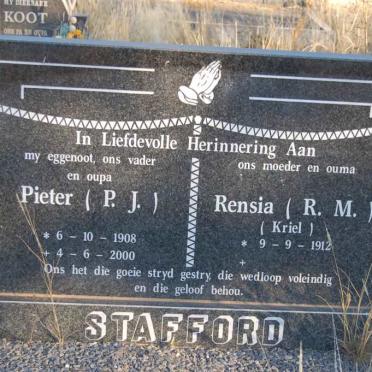 KOOT
In Liefdevolle Herinnering Aan
my eggenoot, ons vader
en oupa
Pieter ( P. J. )
* 6 - 10 - 1908
+ 4 - 6 - 2000
ons moeder en ouma
Rensia ( R. M. )
( Kriel )
* 9 - 9 - 1912
+
Ons het die goeie stryd gestry, die wedloop voleindig
en die geloof behou.
STAFFORD